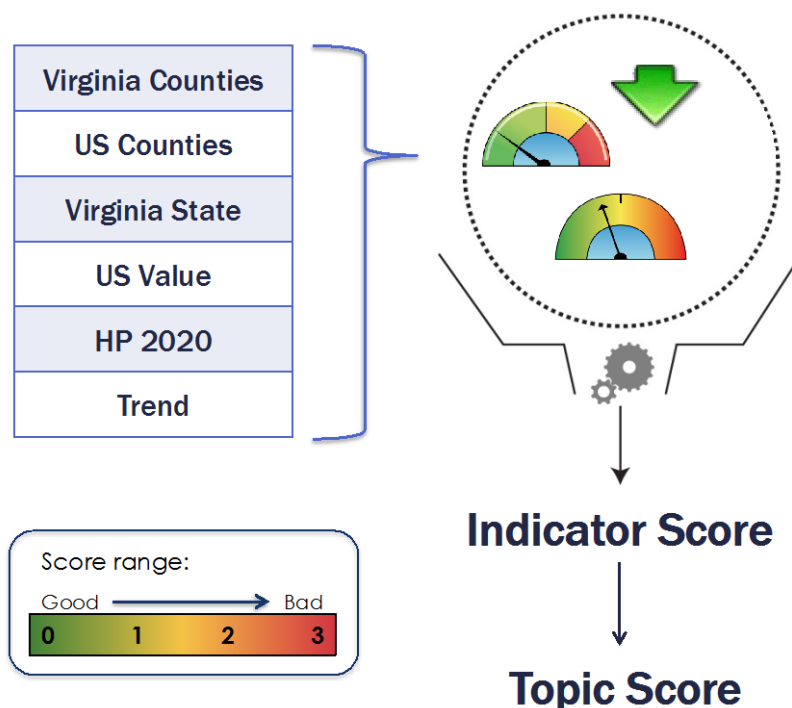 Virginia Counties
US Counties
Virginia State
US Value
HP 2020
Trend
Indicator Score
Topic Score
Score range:
Good Bad
0 1 2 3